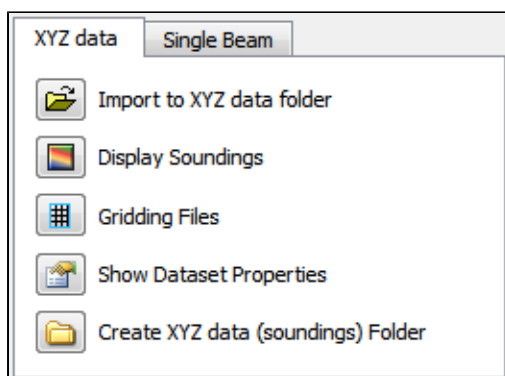 XYZ data Single Beam
Import to XYZ data folder
Display Soundings
Gridding Files
Show Dataset Properties
Create XYZ data (soundings) Folder